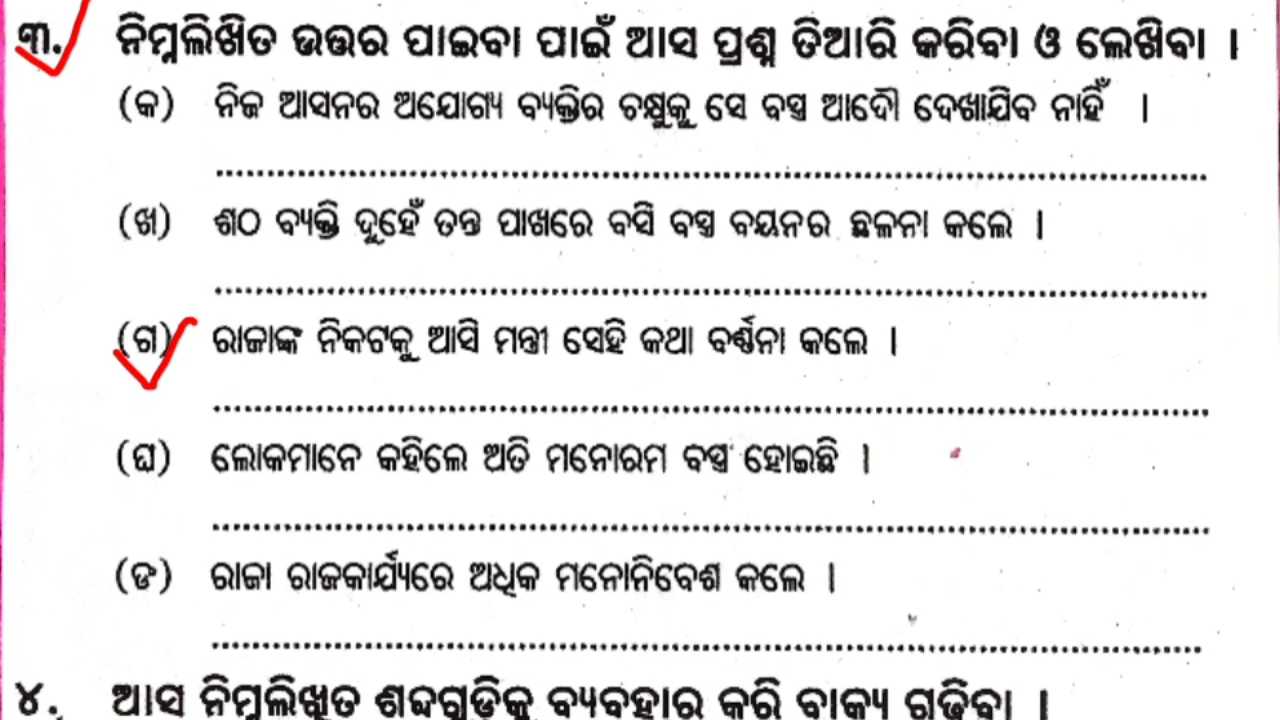 ୩. ନିମ୍ନଲିଖିତ ଉତ୍ତର ପାଇବା ପାଇଁ ଆସ ପ୍ରଶ୍ନ ତିଆରି କରିବା ଓ ଲେଖିବା ।
(କ) ନିଜ ଆସନର ଅଯୋଗ୍ୟ ବ୍ୟକ୍ତିର ଚକ୍ଷୁକୁ ସେ ବସ୍ତ୍ର ଆଦୌ ଦେଖାଯିବ ନାହିଁ ।
(ଖ) ଶଠ ବ୍ୟକ୍ତି ଦୁହେଁ ତନ୍ତ ପାଖରେ ବସି ବସ୍ତ୍ର ବୟନର ଛଳନା କଲେ ।
(ଗ) ରାଜାଙ୍କ ନିକଟକୁ ଆସି ମନ୍ତ୍ରୀ ସେହି କଥା ବର୍ଣ୍ଣନା କଲେ ।
(ଘ) ଲୋକମାନେ କହିଲେ ଅତି ମନୋରମ ବସ୍ତ୍ର ହୋଇଛି ।
(ଙ) ରାଜା ରାଜକାର୍ଯ୍ୟରେ ଅଧିକ ମନୋନିବେଶ କଲେ ।
୪. ଆସ ନିମ୍ନଲିଖିତ ଶବ୍ଦଗୁଡ଼ିକୁ ବ୍ୟବହାର କରି ବାକ୍ୟ ଗଢ଼ିବା ।